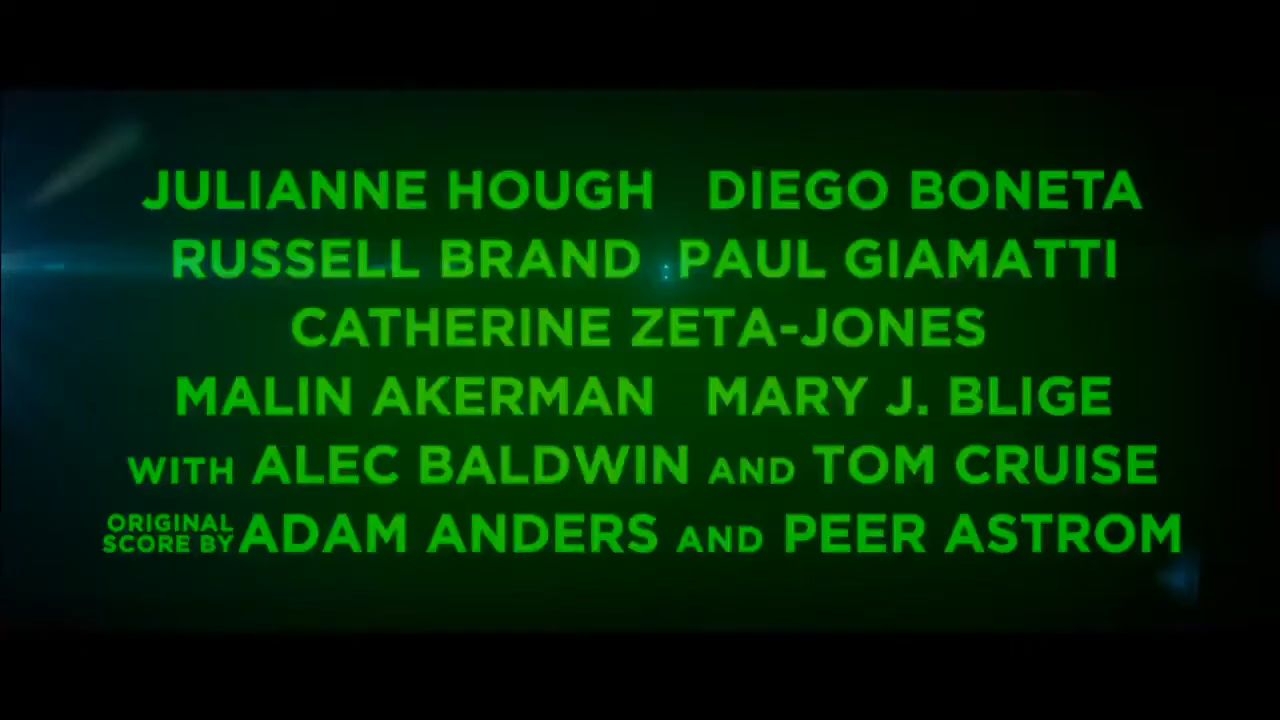 JULIANNE HOUGH DIEGO BONETA
RUSSELL BRAND PAUL GIAMATTI
CATHERINE ZETA-JONES
MALIN AKERMAN MARY J. BLIGE
WITH ALEC BALDWIN AND TOM CRUISE
ORIGINAL SCORE BY ADAM ANDERS AND PEER ASTROM